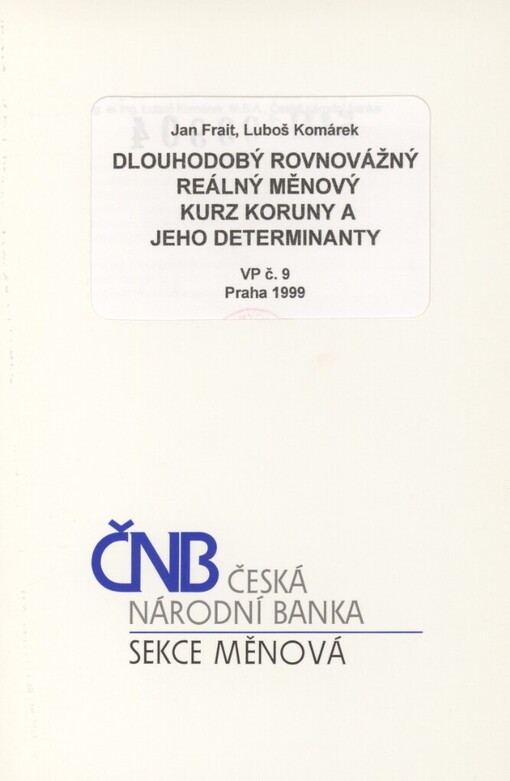 Jan Frait, Luboš Komárek
DLOUHODOBÝ ROVNOVÁŽNÝ
REÁLNÝ MĚNOVÝ
KURZ KORUNY A
JEHO DETERMINANTY
VP č. 9
Praha 1999
ČNB ČESKÁ
NÁRODNÍ BANKA
SEKCE MĚNOVÁ